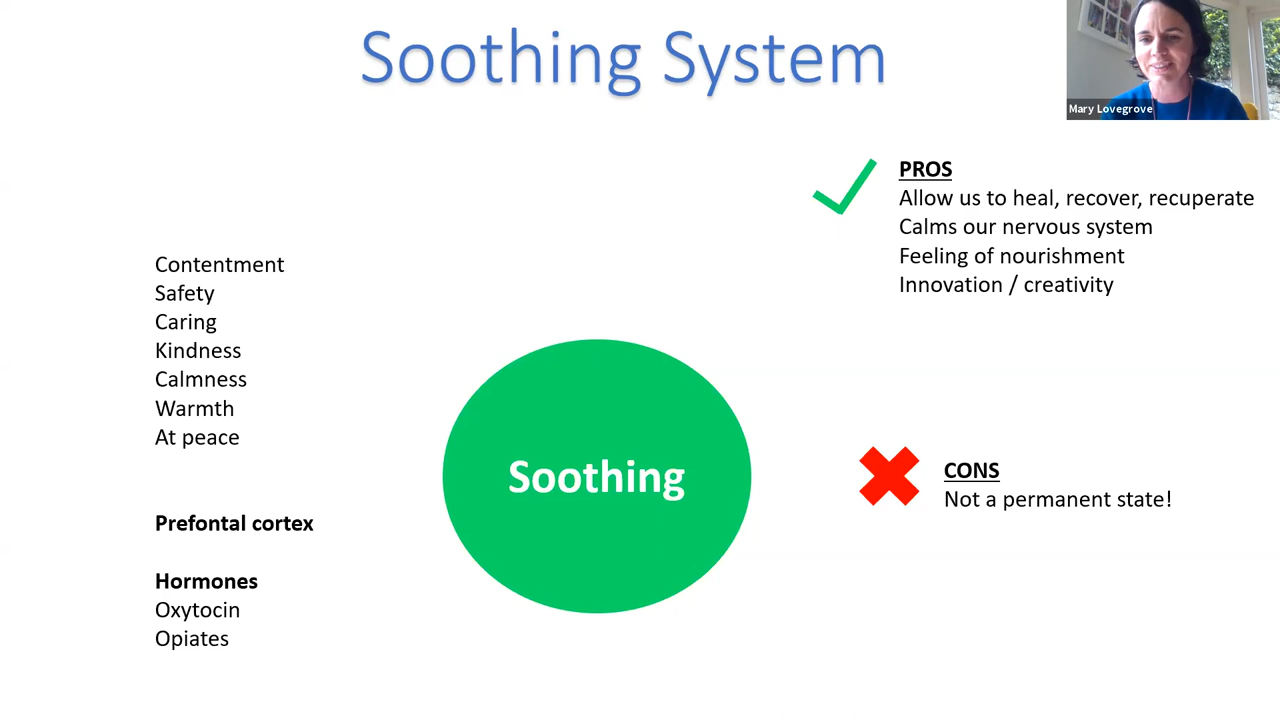 Soothing System
Mary Lovegrove
PROS
Allow us to heal, recover, recuperate
Calms our nervous system
Feeling of nourishment
Innovation / creativity
Contentment
Safety
Caring
Kindness
Calmness
Warmth
At peace
Soothing
CONS
Not a permanent state!
Prefontal cortex
Hormones
Oxytocin
Opiates